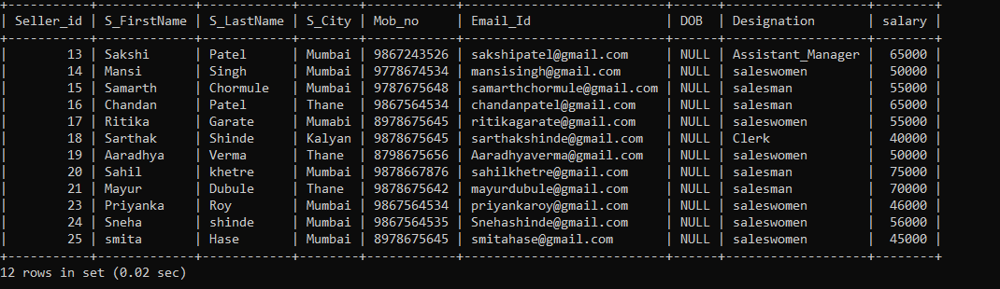 +-----------+-------------+------------+--------+------------+--------------------------+------+-------------------+--------+
| Seller_id | S_FirstName | S_LastName | S_City | Mob_no     | Email_Id                 | DOB  | Designation       | salary |
+-----------+-------------+------------+--------+------------+--------------------------+------+-------------------+--------+
|        13 | Sakshi      | Patel      | Mumbai | 9867243526 | sakshipatel@gmail.com    | NULL | Assistant_Manager |  65000 |
|        14 | Mansi       | Singh      | Mumbai | 9778674534 | mansisingh@gmail.com     | NULL | saleswomen        |  50000 |
|        15 | Samarth     | Chormule   | Mumbai | 9787675648 | samarthchormule@gmail.com | NULL | salesman          |  55000 |
|        16 | Chandan     | Patel      | Thane  | 9867564534 | chandanpatel@gmail.com   | NULL | salesman          |  65000 |
|        17 | Ritika      | Garate     | Mumabi | 8978675645 | ritikagarate@gmail.com   | NULL | saleswomen        |  55000 |
|        18 | Sarthak     | Shinde     | Kalyan | 9878675645 | sarthakshinde@gmail.com  | NULL | Clerk             |  40000 |
|        19 | Aaradhya    | Verma      | Thane  | 8798675656 | Aaradhyaverma@gmail.com  | NULL | saleswomen        |  50000 |
|        20 | Sahil       | khetre     | Mumbai | 9878667876 | sahilkhetre@gmail.com    | NULL | salesman          |  75000 |
|        21 | Mayur       | Dubule     | Thane  | 9878675642 | mayurdubule@gmail.com    | NULL | salesman          |  70000 |
|        23 | Priyanka    | Roy        | Mumbai | 9867564534 | priyankaroy@gmail.com    | NULL | saleswomen        |  46000 |
|        24 | Sneha       | shinde     | Mumbai | 9867564535 | Snehashinde@gmail.com    | NULL | saleswomen        |  56000 |
|        25 | smita       | Hase       | Mumbai | 8978675645 | smitahase@gmail.com      | NULL | saleswomen        |  45000 |
+-----------+-------------+------------+--------+------------+--------------------------+------+-------------------+--------+
12 rows in set (0.02 sec)